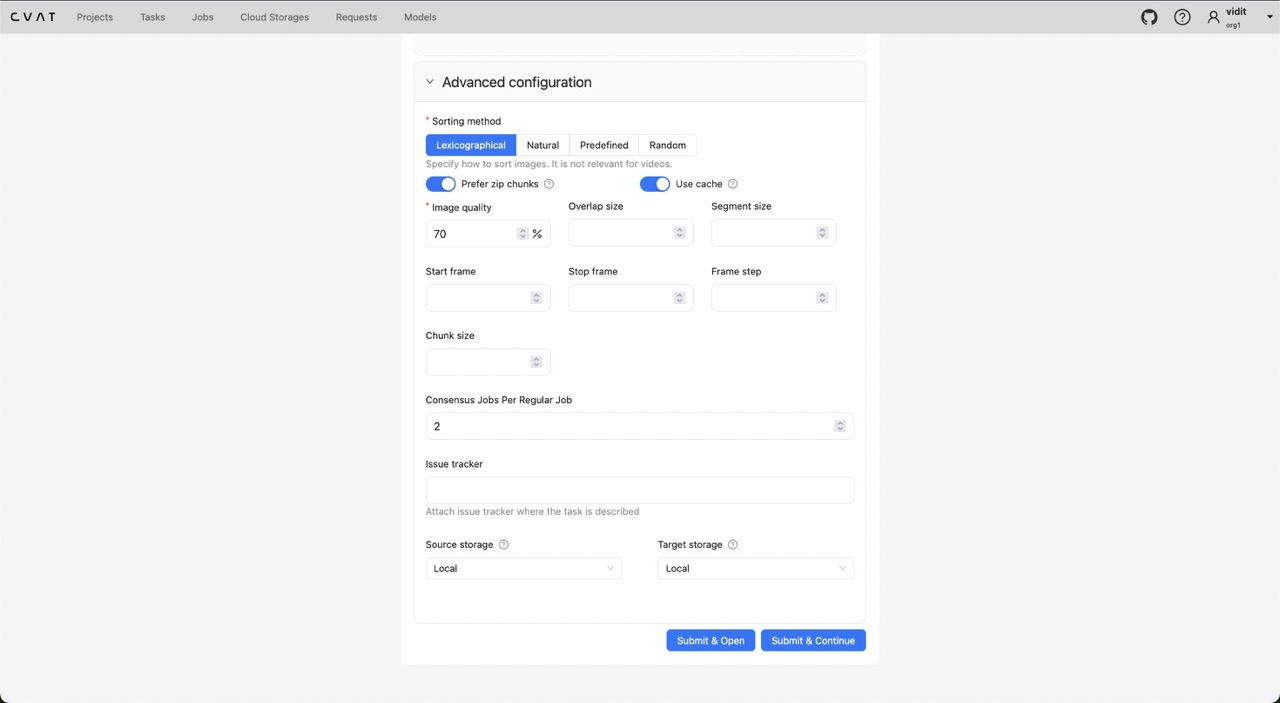 CVAT Projects Tasks Jobs Cloud Storages Requests Models vidit
org1
Advanced configuration
* Sorting method
Lexicographical Natural Predefined Random
Specify how to sort images. It is not relevant for videos.
Prefer zip chunks Use cache
* Image quality Overlap size Segment size
70 %
Start frame Stop frame Frame step
Chunk size
Consensus Jobs Per Regular Job
2
Issue tracker
Attach issue tracker where the task is described
Source storage Target storage
Local Local
Submit & Open Submit & Continue